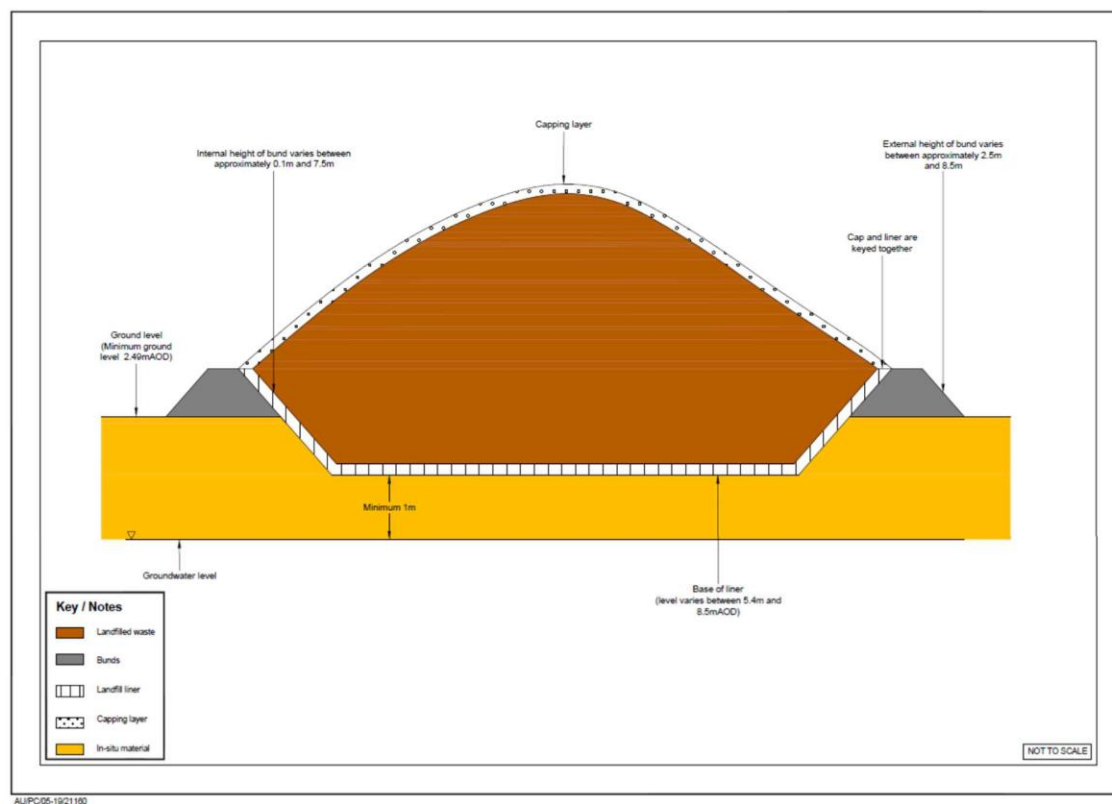 Capping layer
Internal height of bund varies between
approximately 0.1m and 7.5m
External height of bund varies
between approximately 2.5m
and 8.5m
Cap and liner are
keyed together
Ground level
(Minimum ground
level 2.49mAOD)
Minimum 1m
Groundwater level
Base of liner
(level varies between 5.4m and
8.5mAOD)
Key / Notes
Landfilled waste
Bunds
Landfill liner
Capping layer
In-situ material
NOT TO SCALE
AU/PC/05-19/21160